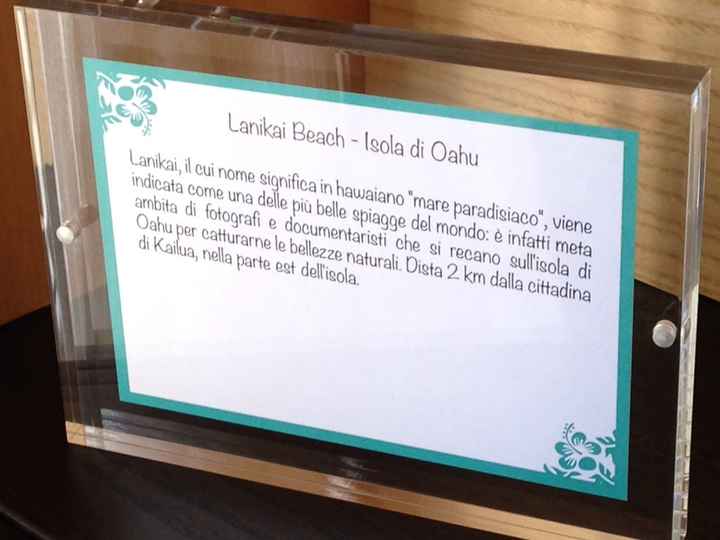 Lanikai Beach - Isola di Oahu
Lanikai, il cui nome significa in hawaiano "mare paradisiaco", viene
indicata come una delle più belle spiagge del mondo: è infatti meta
ambita di fotografi e documentaristi che si recano sull'isola di
Oahu per catturarne le bellezze naturali. Dista 2 km dalla cittadina
di Kailua, nella parte est dell'isola.